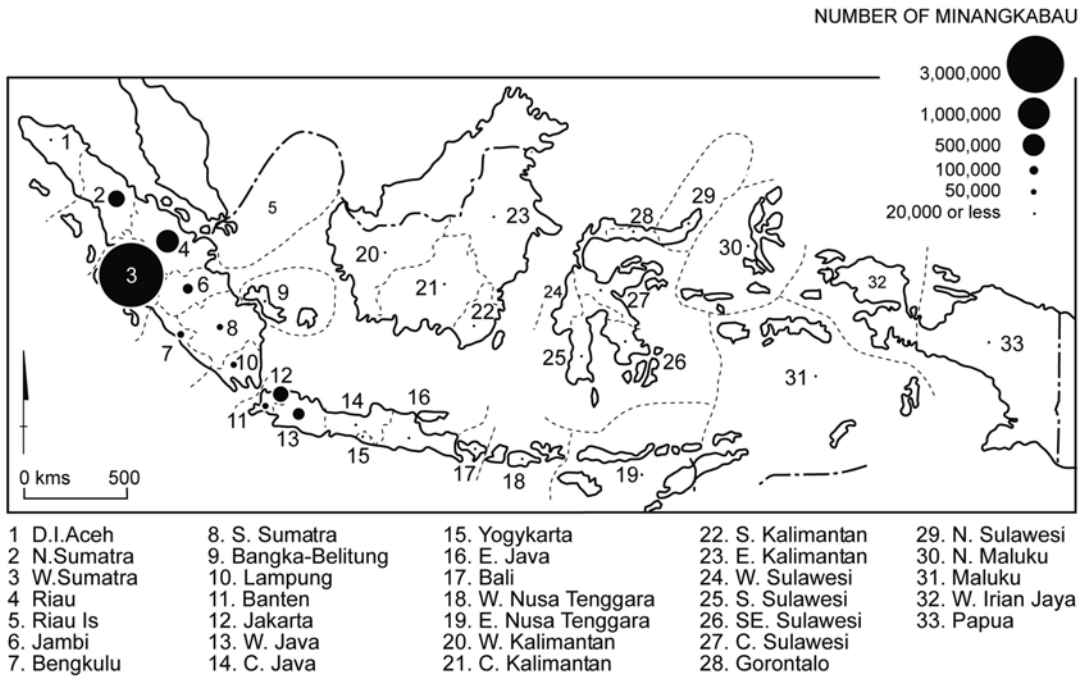 NUMBER OF MINANGKABAU
3,000,000
1,000,000
500,000
100,000
50,000
20,000 or less
1
2
3
4
5
6
7
8
9
10
11
12
13
14
15
16
17
18
19
20
21
22
23
24
25
26
27
28
29
30
31
32
33
0 kms 500
1 D.I.Aceh
2 N.Sumatra
3 W.Sumatra
4 Riau
5. Riau Is
6. Jambi
7. Bengkulu
8. S. Sumatra
9. Bangka-Belitung
10. Lampung
11. Banten
12. Jakarta
13. W. Java
14. C. Java
15. Yogykarta
16. E. Java
17. Bali
18. W. Nusa Tenggara
19. E. Nusa Tenggara
20. W. Kalimantan
21. C. Kalimantan
22. S. Kalimantan
23. E. Kalimantan
24. W. Sulawesi
25. S. Sulawesi
26. SE. Sulawesi
27. C. Sulawesi
28. Gorontalo
29. N. Sulawesi
30. N. Maluku
31. Maluku
32. W. Irian Jaya
33. Papua